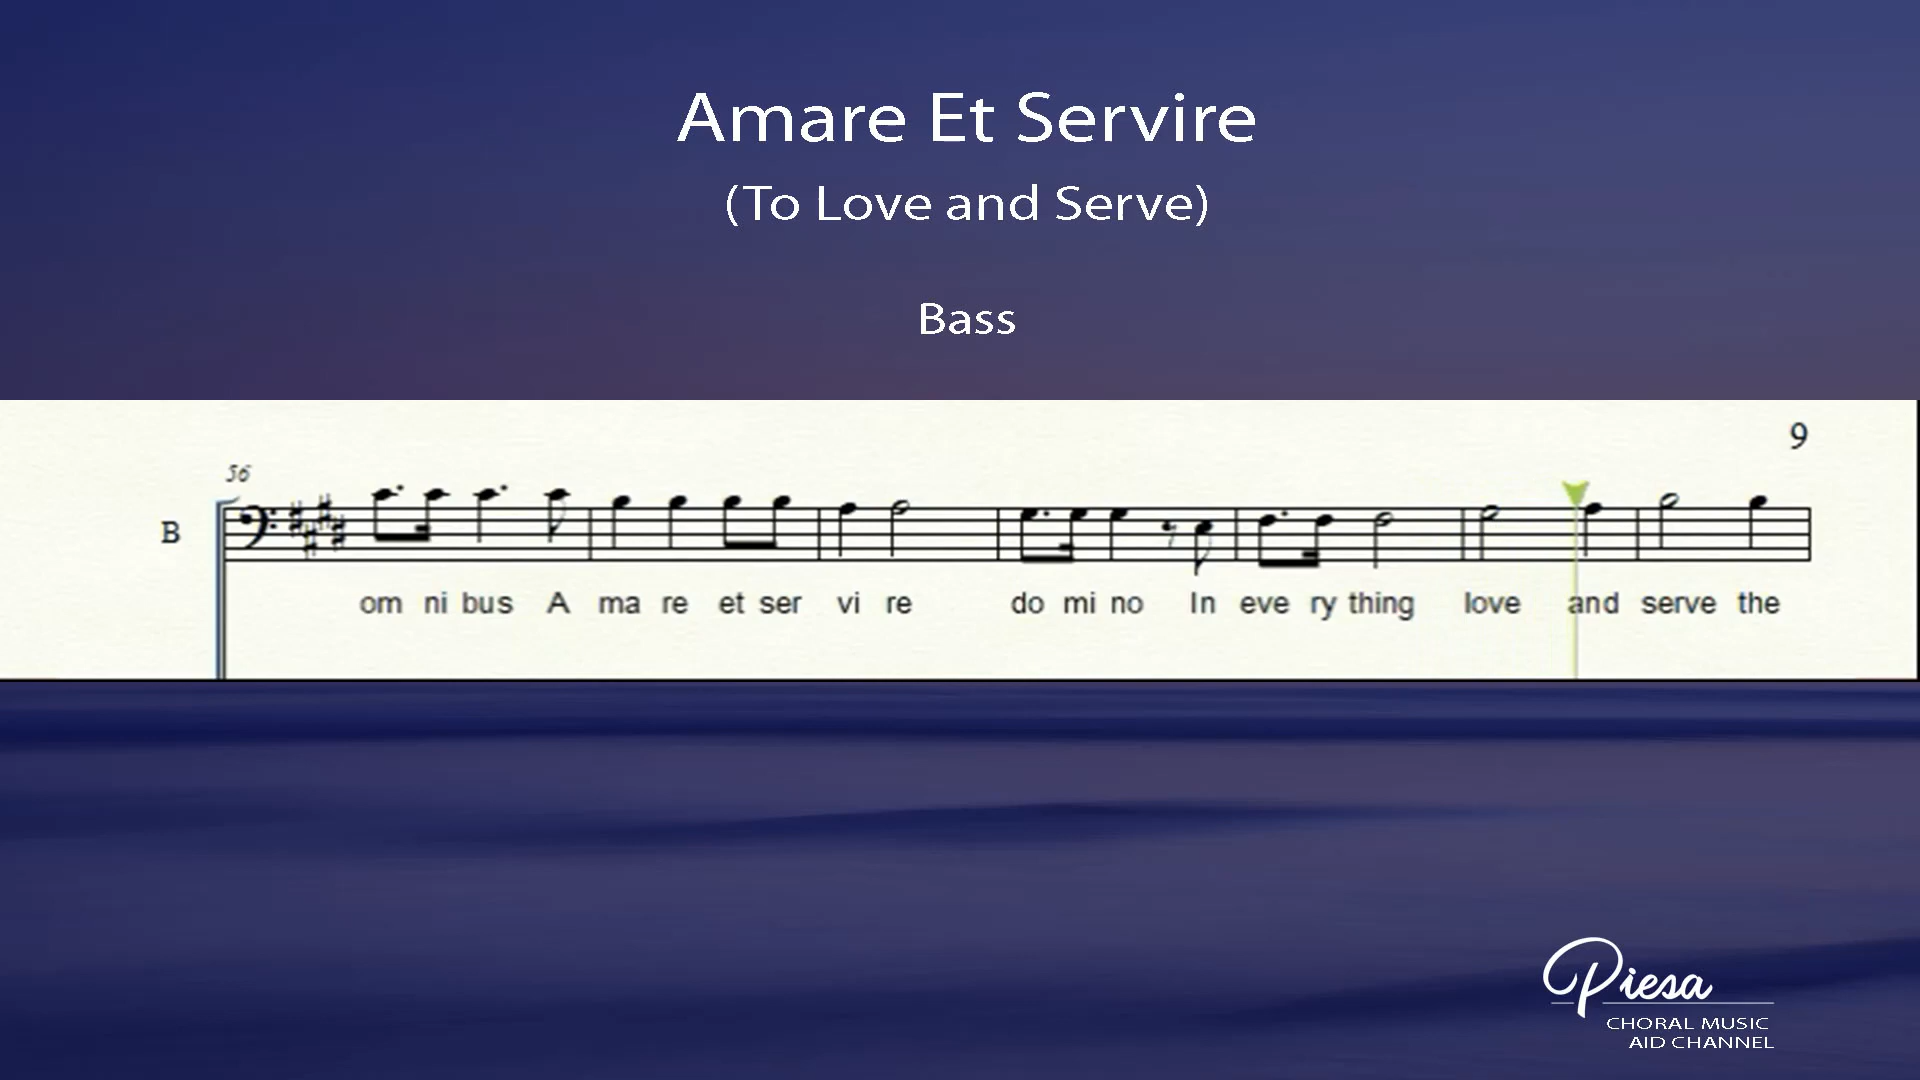 Amare Et Servire
(To Love and Serve)
Bass
9
56
B
om ni bus A ma re et ser vi re do mi no In eve ry thing love and serve the
Piesa
CHORAL MUSIC
AID CHANNEL